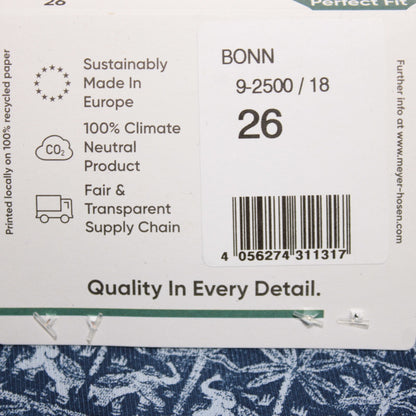 26
Perfect Fit
Sustainably
Made In
Europe
CO₂
100% Climate
Neutral
Product
Fair &
Transparent
Supply Chain
Printed locally on 100% recycled paper
BONN
9-2500 / 18
26
4 056274 311317
Further info at www.meyer-hosen.com
Quality In Every Detail.